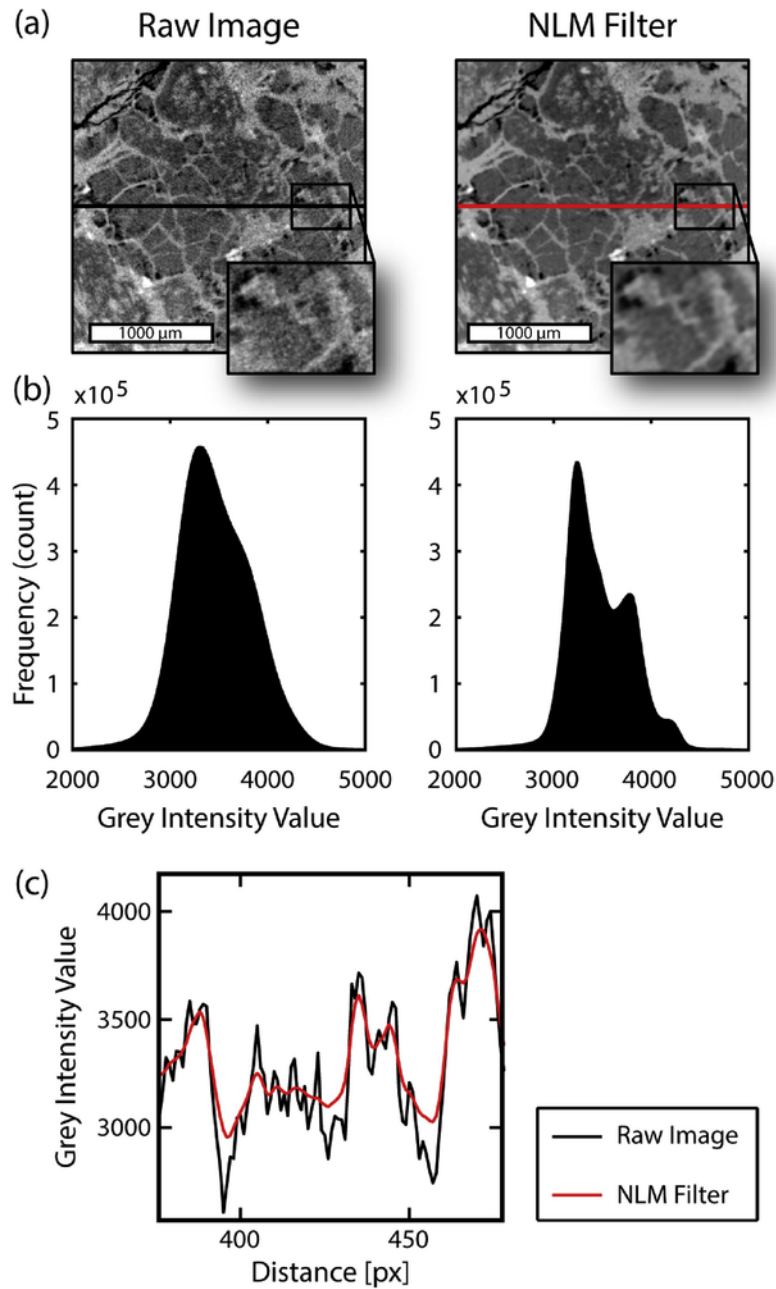 (a) Raw Image NLM Filter
1000 µm 1000 µm
(b) x10⁵ x10⁵
5 5
4 4
3 3
2 2
1 1
0 0
Frequency (count)
2000 3000 4000 5000 2000 3000 4000 5000
Grey Intensity Value Grey Intensity Value
(c)
4000
3500
3000
Grey Intensity Value
400 450
Distance [px]
Raw Image
NLM Filter